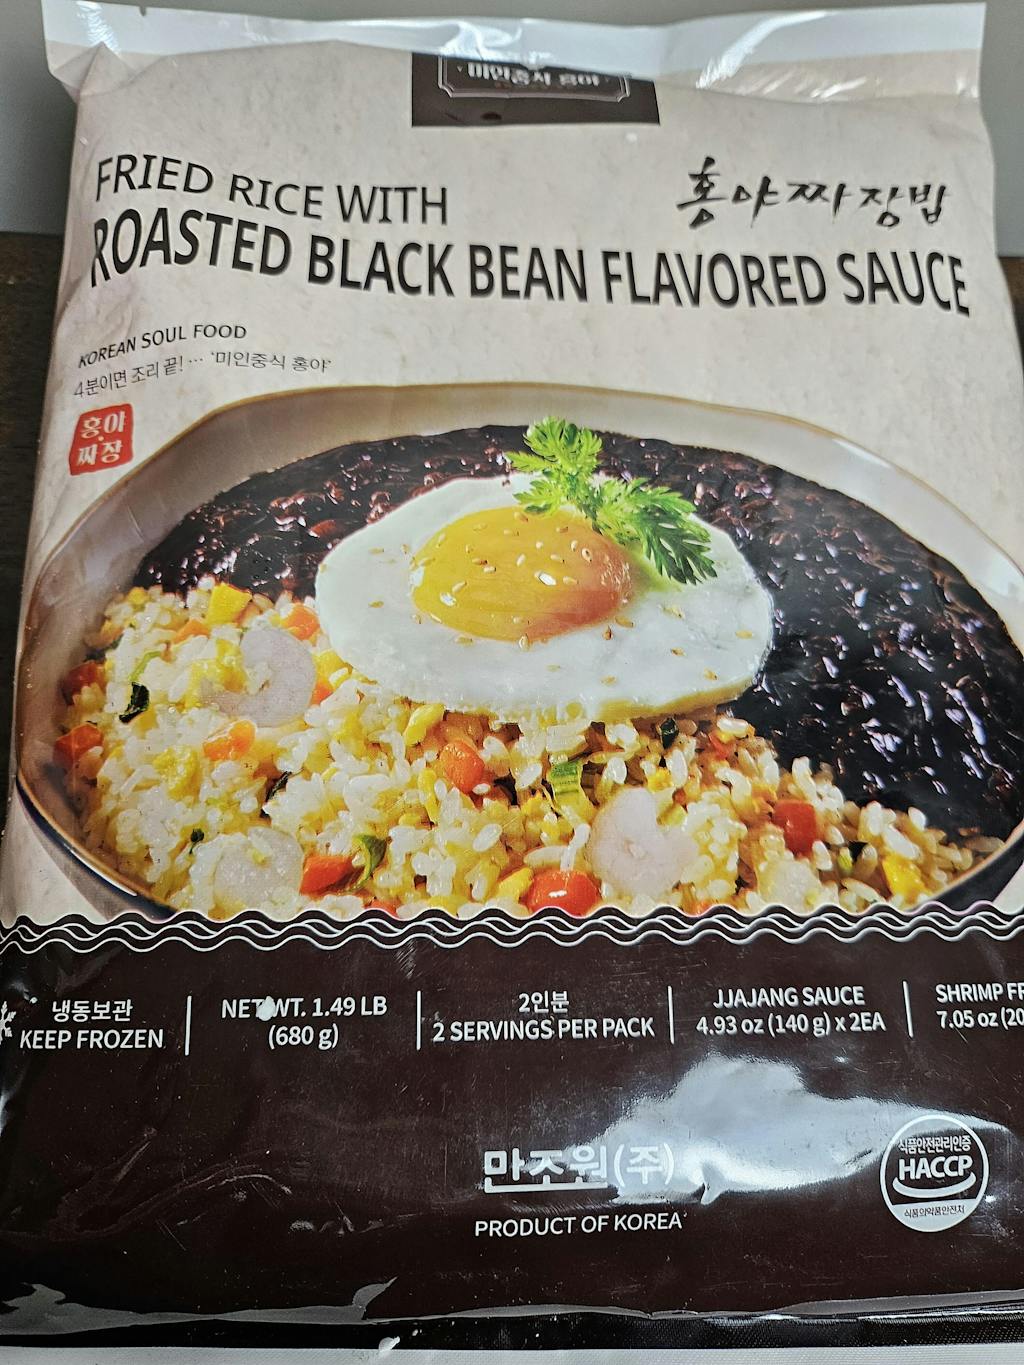 미인중식 홍야
FRIED RICE WITH
ROASTED BLACK BEAN FLAVORED SAUCE
홍야짜장밥
KOREAN SOUL FOOD
4분이면 조리 끝! ··· '미인중식 홍야'
홍야
짜장
냉동보관
KEEP FROZEN
NET WT. 1.49 LB
(680 g)
2인분
2 SERVINGS PER PACK
JJAJANG SAUCE
4.93 oz (140 g) x 2EA
SHRIMP FR
7.05 oz (20
만조원(주)
PRODUCT OF KOREA
식품안전관리인증
HACCP
식품의약품안전처